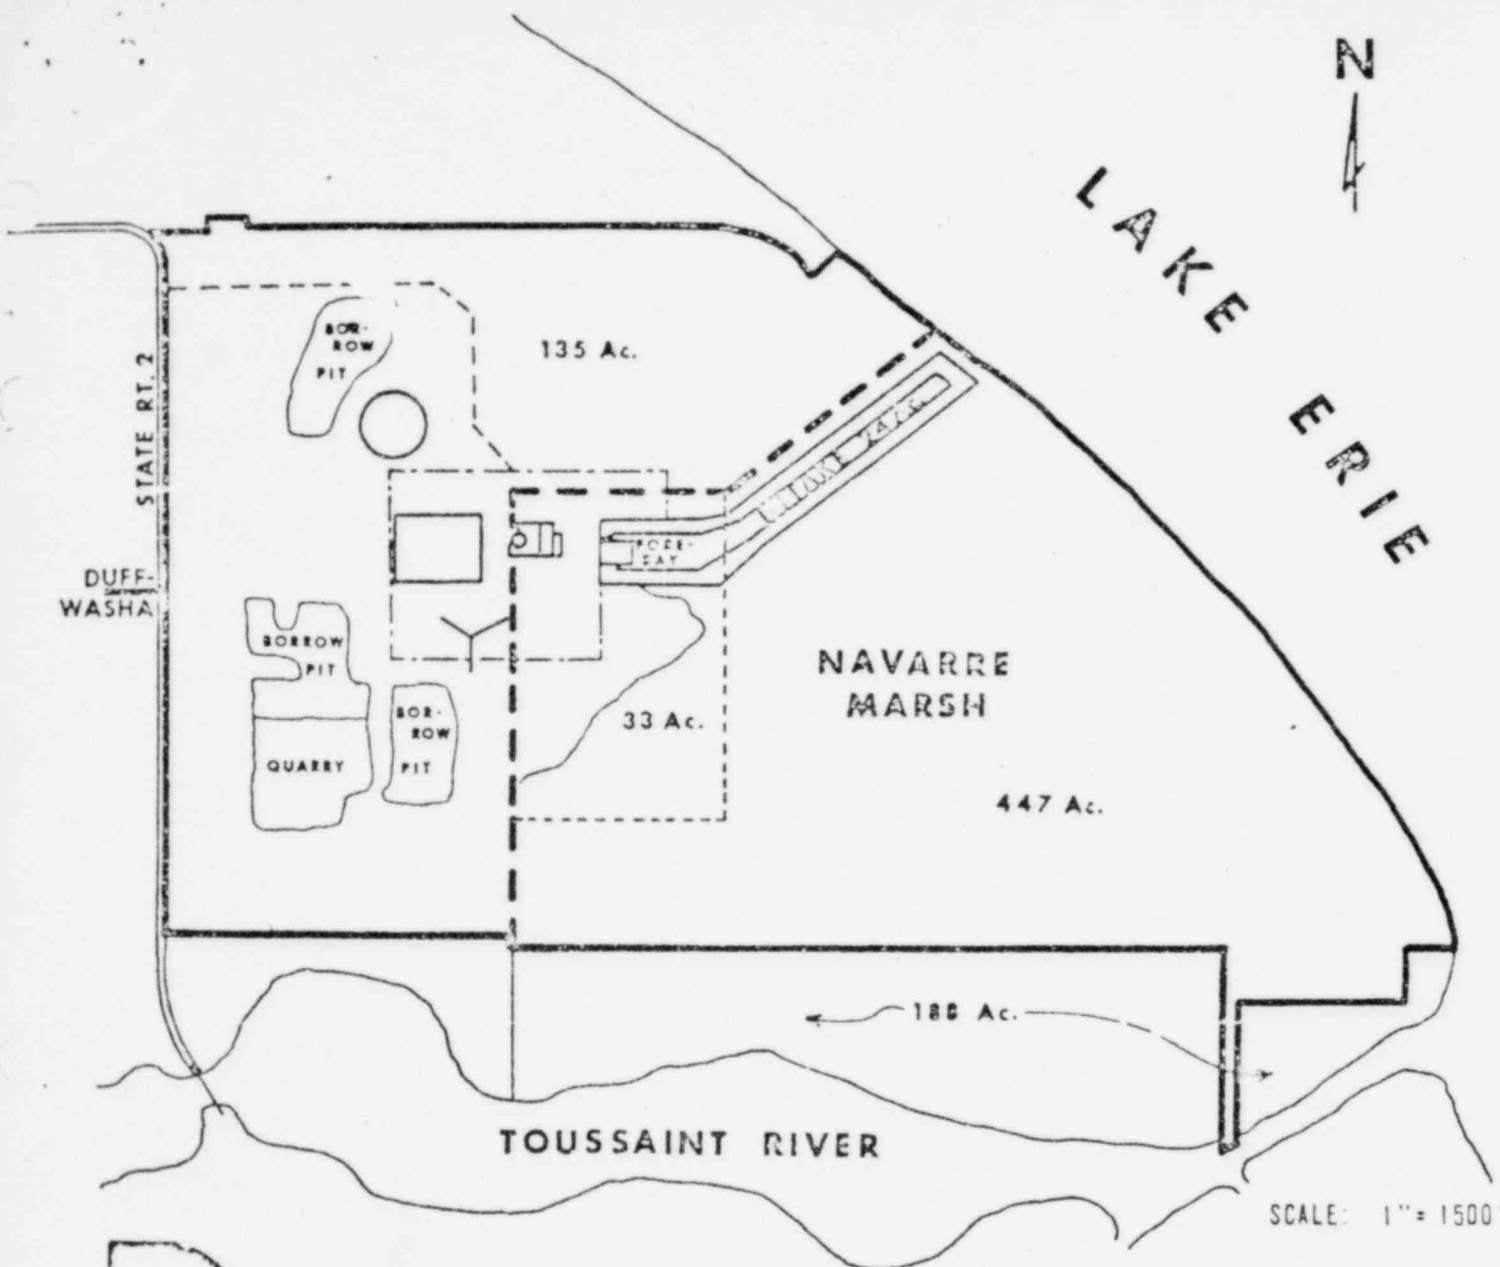 N
LAKE ERIE
STATE RT. 2
BOR-
ROW
PIT
135 Ac.
INTAKE
FORE-
BAY
DUFF-
WASHA
BORROW
PIT
QUARRY
BOR-
ROW
PIT
33 Ac.
NAVARRE
MARSH
447 Ac.
188 Ac.
TOUSSAINT RIVER
SCALE: 1"= 1500'